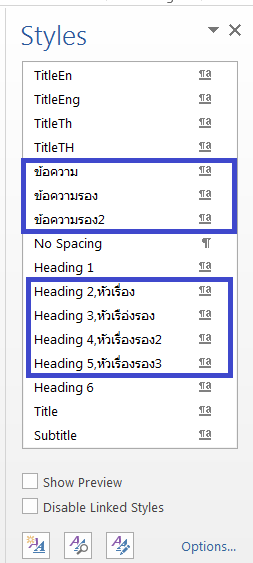 Styles
TitleEn
TitleEng
TitleTh
TitleTH
ข้อความ
ข้อความรอง
ข้อความรอง2
No Spacing
Heading 1
Heading 2,หัวเรื่อง
Heading 3,หัวเรื่องรอง
Heading 4,หัวเรื่องรอง2
Heading 5,หัวเรื่องรอง3
Heading 6
Title
Subtitle
Show Preview
Disable Linked Styles
Options...